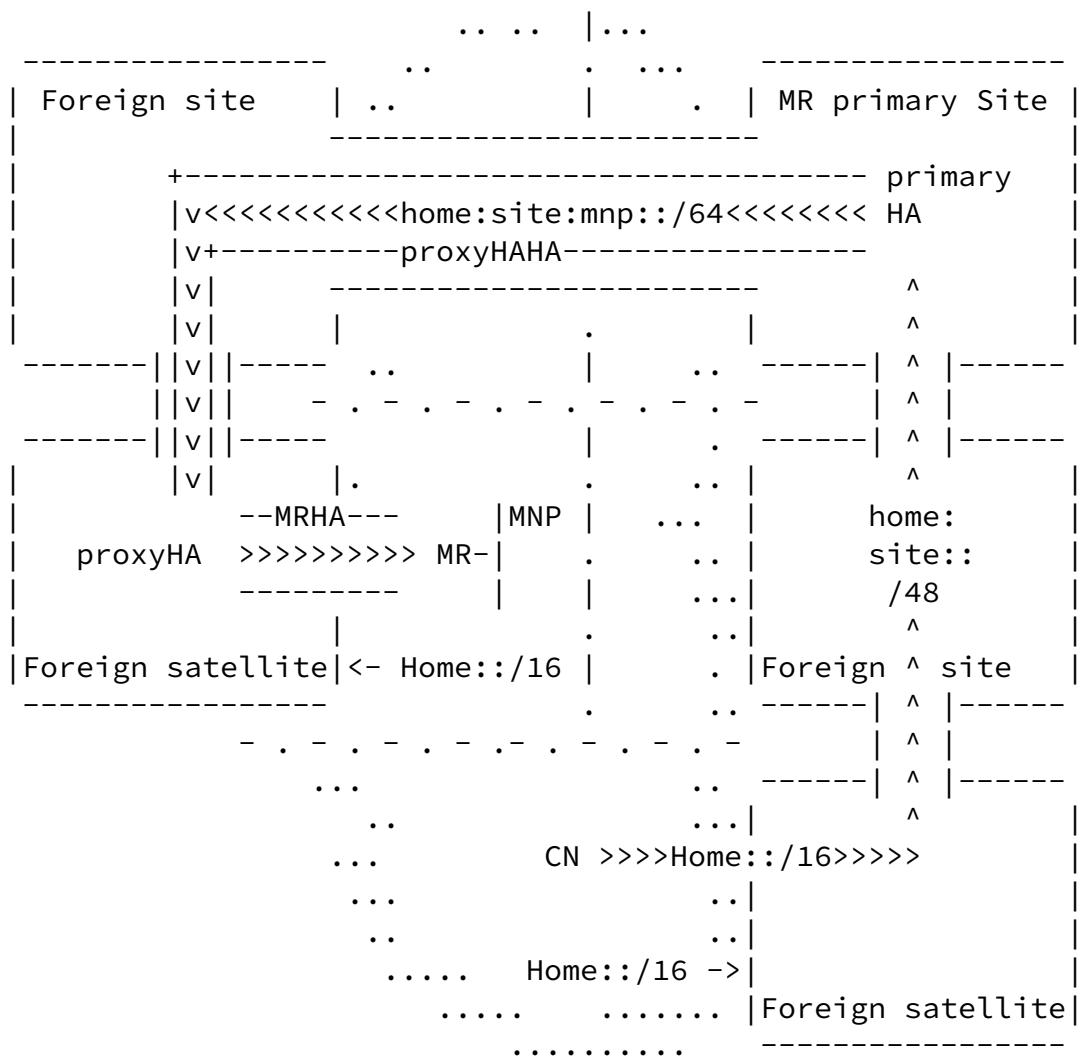 .. .. |...
----------------- .. . ... -----------------
| Foreign site | .. | . | MR primary Site |
| ------------------------ |
| +-------------------------------------- primary |
| |v<<<<<<<<<<<home:site:mnp::/64<<<<<<<< HA |
| |v+----------proxyHAHA----------------- |
| |v| ------------------------ ^ |
| |v| | . | ^ |
-------||v||----- .. | .. ------| ^ |------
||v|| - . - . - . - . - . - . - | ^ |
-------||v||----- | . ------| ^ |------
| |v| |. . .. | ^ |
| --MRHA--- |MNP | ... | home: |
| proxyHA >>>>>>>>>> MR-| . .. | site:: |
| --------- | | ...| /48 |
| | . ..| ^ |
|Foreign satellite|<- Home::/16 | . |Foreign ^ site |
----------------- . .. ------| ^ |------
- . - . - . - .- . - . - . - | ^ |
... .. ------| ^ |------
.. ...| ^ |
... CN >>>>Home::/16>>>>> |
... ..| |
.. ..| |
..... Home::/16 ->| |
..... ....... |Foreign satellite|
.......... -----------------